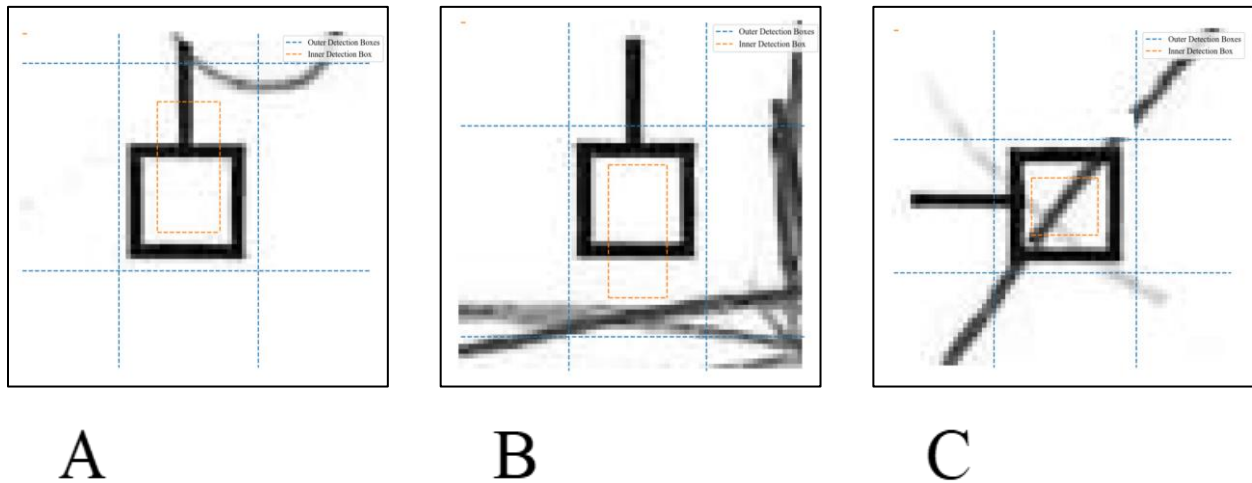 Outer Detection Boxes
Inner Detection Box
Outer Detection Boxes
Inner Detection Box
Outer Detection Boxes
Inner Detection Box
A
B
C